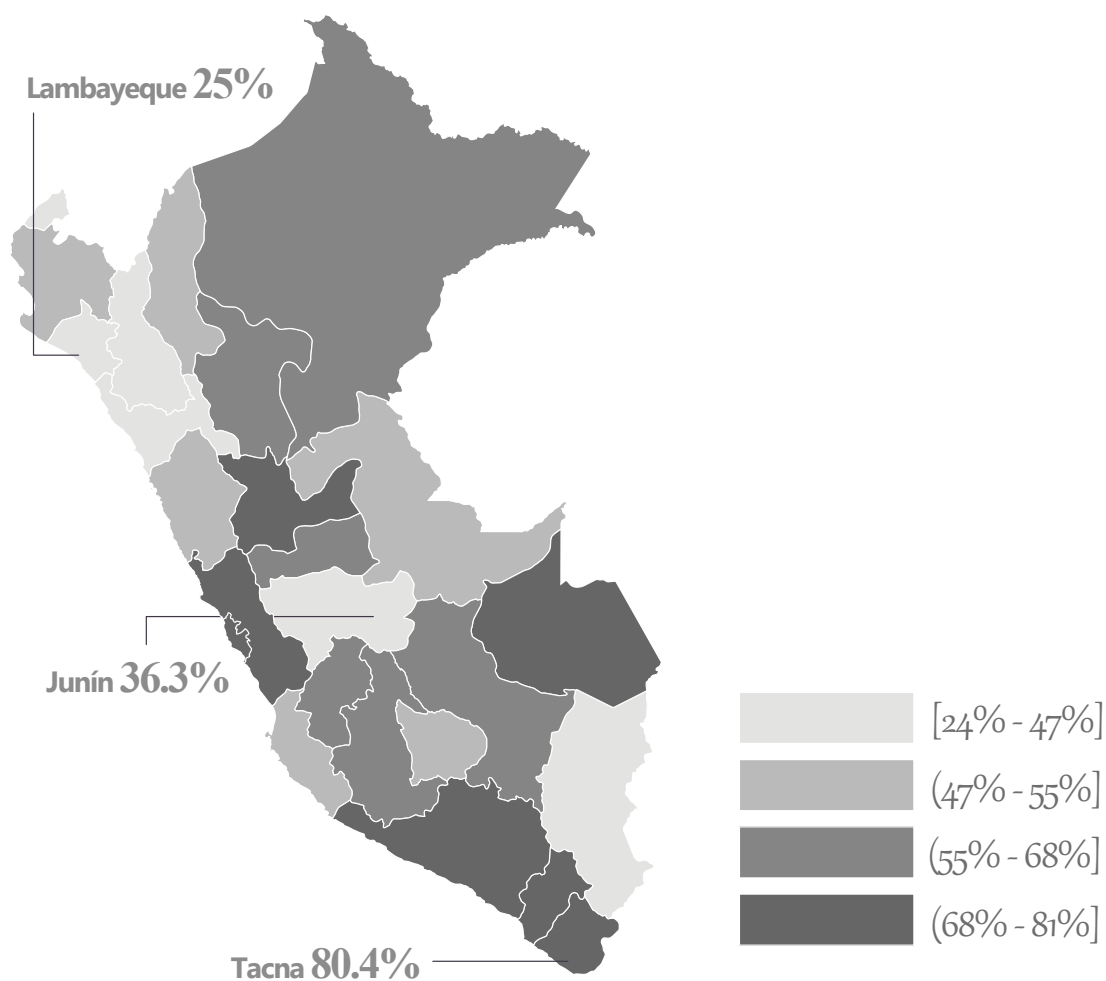 Lambayeque 25%
Junín 36.3%
[24% - 47%]
(47% - 55%]
(55% - 68%]
(68% - 81%]
Tacna 80.4%